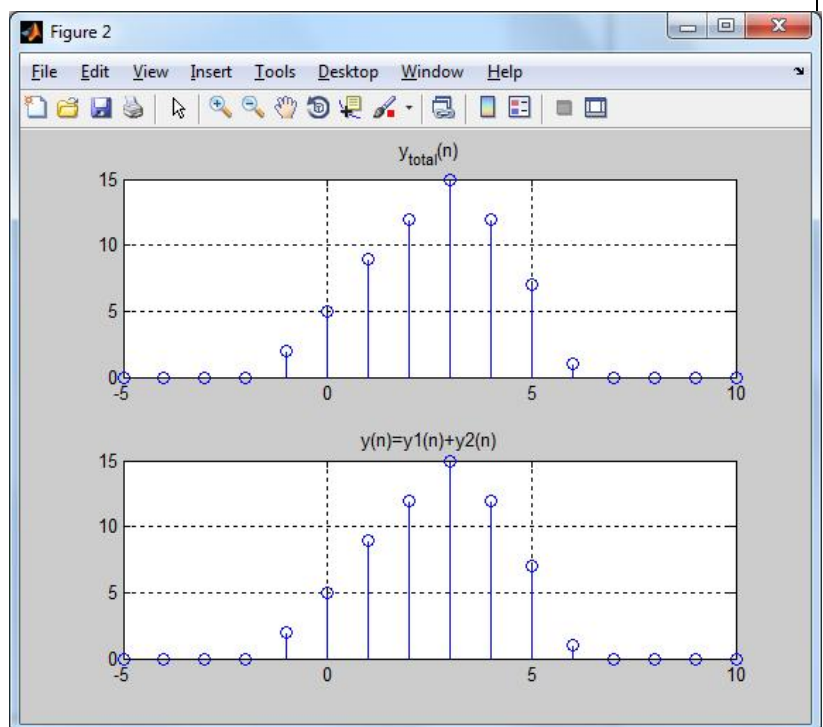 Figure 2
File Edit View Insert Tools Desktop Window Help
y_total(n)
15
10
5
0
-5 0 5 10
y(n)=y1(n)+y2(n)
15
10
5
0
-5 0 5 10